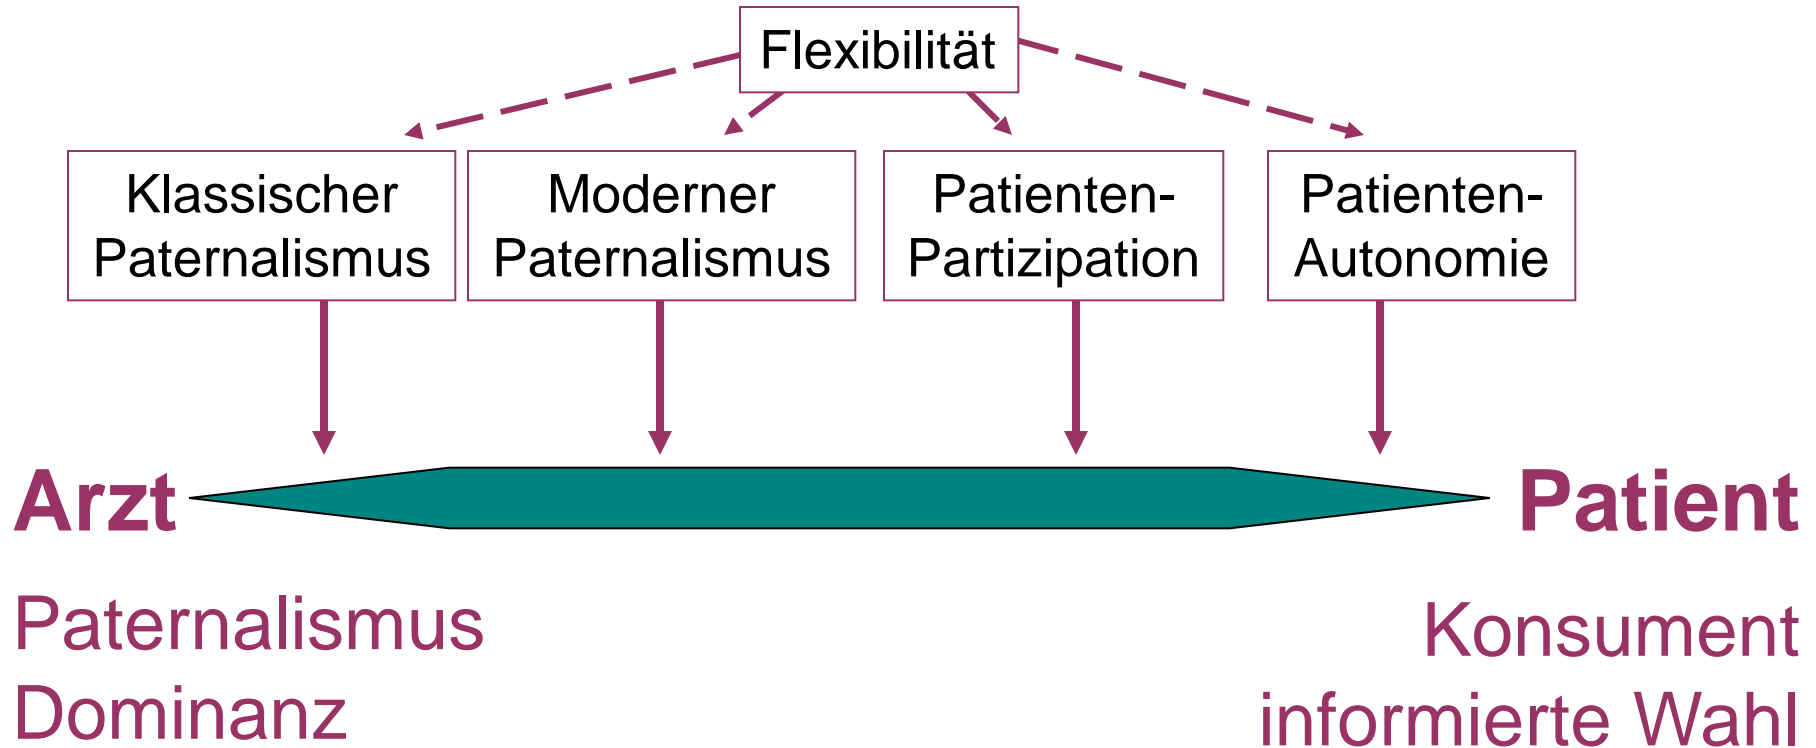 Flexibilität
Klassischer
Paternalismus
Moderner
Paternalismus
Patienten-
Partizipation
Patienten-
Autonomie
Arzt
Patient
Paternalismus
Dominanz
Konsument
informierte Wahl